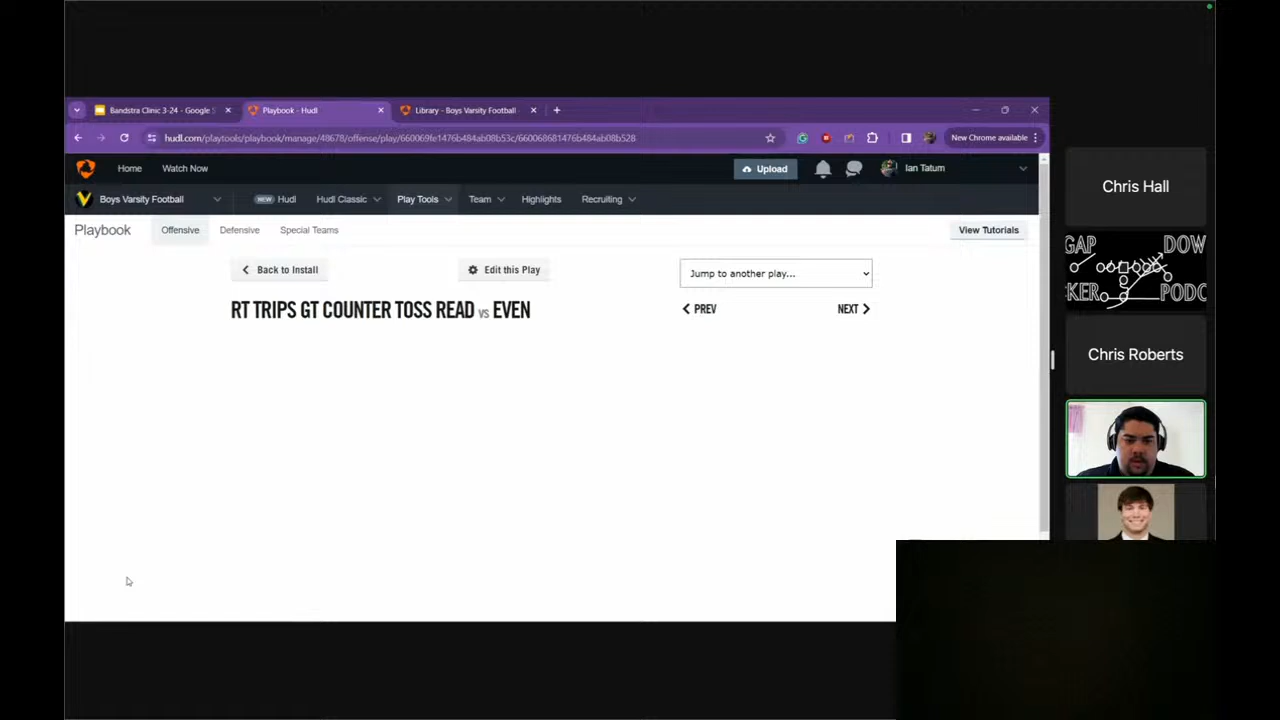 Bandstra Clinic 3-24 - Google S
Playbook - Hudl
Library - Boys Varsity Football
hudl.com/playtools/playbook/manage/48678/offense/play/660069fe1476b484ab08b53c/660068681476b484ab08b528
New Chrome available
Home
Watch Now
Upload
Ian Tatum
Boys Varsity Football
NEW Hudl
Hudl Classic
Play Tools
Team
Highlights
Recruiting
Playbook
Offensive
Defensive
Special Teams
View Tutorials
Back to Install
Edit this Play
Jump to another play...
RT TRIPS GT COUNTER TOSS READ vs EVEN
PREV
NEXT
Chris Hall
GAP
DOW
KER
PODC
Chris Roberts